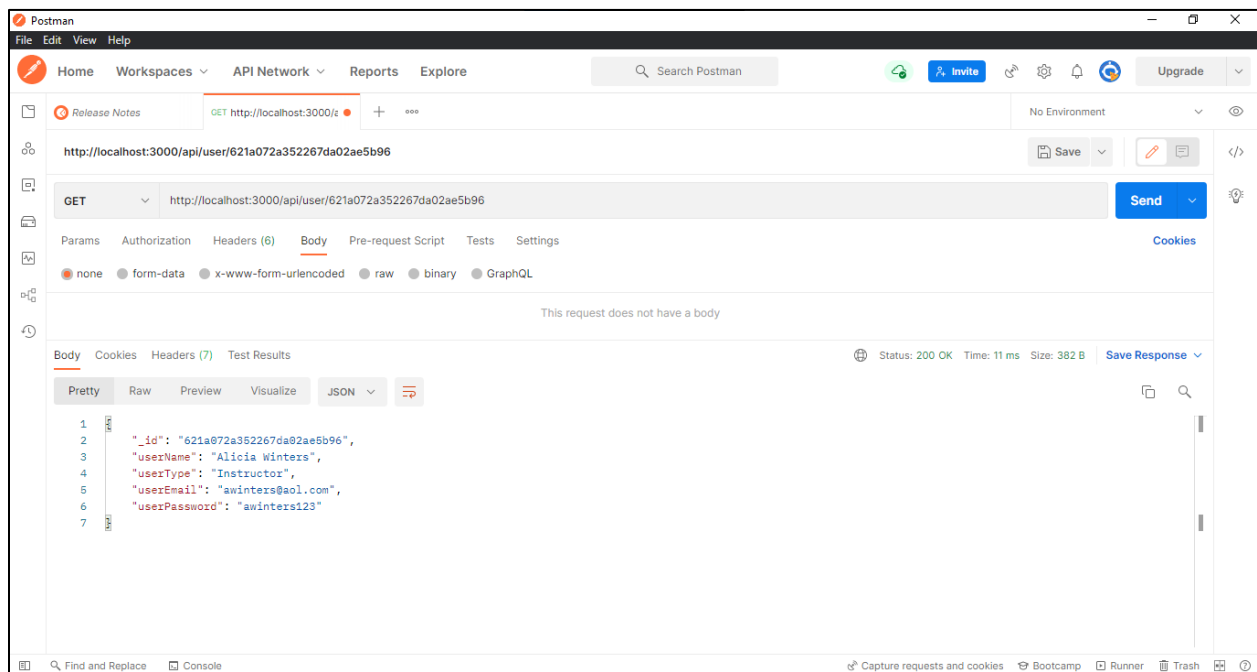 Postman
File Edit View Help
Home Workspaces API Network Reports Explore Search Postman Invite Upgrade
Release Notes GET http://localhost:3000/a + ooo No Environment
http://localhost:3000/api/user/621a072a352267da02ae5b96 Save
GET http://localhost:3000/api/user/621a072a352267da02ae5b96 Send
Params Authorization Headers (6) Body Pre-request Script Tests Settings Cookies
none form-data x-www-form-urlencoded raw binary GraphQL
This request does not have a body
Body Cookies Headers (7) Test Results Status: 200 OK Time: 11 ms Size: 382 B Save Response
Pretty Raw Preview Visualize JSON
1 {
2 "_id": "621a072a352267da02ae5b96",
3 "userName": "Alicia Winters",
4 "userType": "Instructor",
5 "userEmail": "awinters@aol.com",
6 "userPassword": "awinters123"
7 }
Find and Replace Console Capture requests and cookies Bootcamp Runner Trash